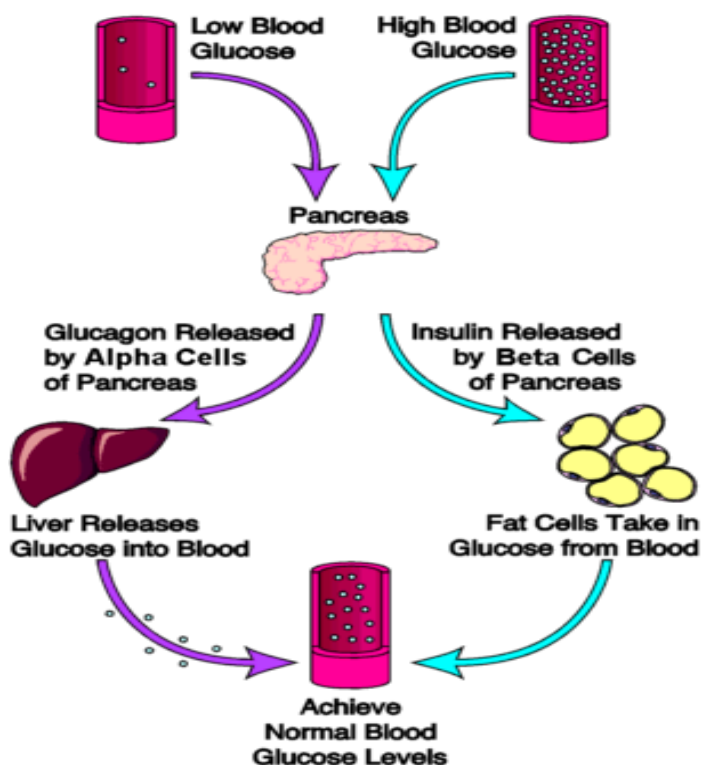 Low Blood
Glucose
High Blood
Glucose
Pancreas
Glucagon Released
by Alpha Cells
of Pancreas
Insulin Released
by Beta Cells
of Pancreas
Liver Releases
Glucose into Blood
Fat Cells Take in
Glucose from Blood
Achieve
Normal Blood
Glucose Levels